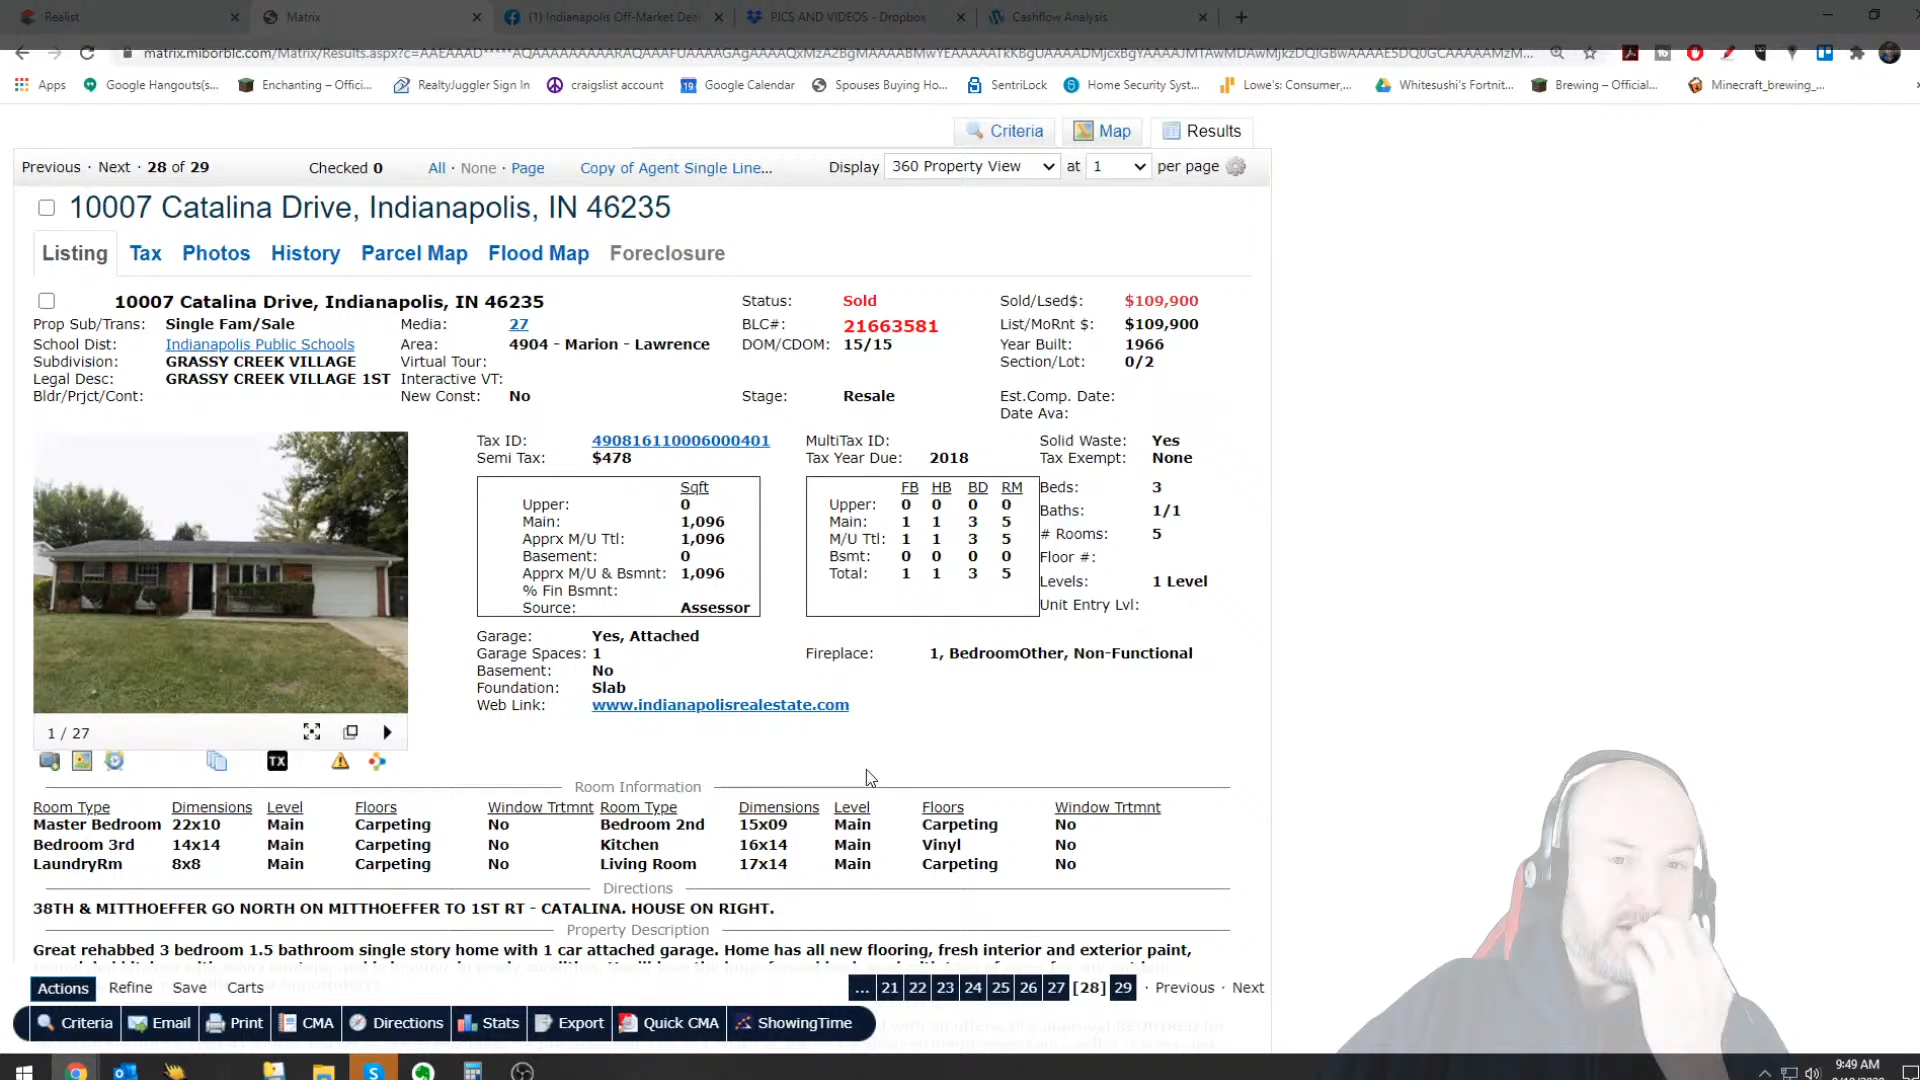 Realist
Matrix
(1) Indianapolis Off-Market Dea
PICS AND VIDEOS - Dropbox
Cashflow Analysis
Apps
Google Hangouts(s...
Enchanting – Offici...
RealtyJuggler Sign In
craigslist account
Google Calendar
Spouses Buying Ho...
SentriLock
Home Security Syst...
Lowe's: Consumer,...
Whitesushi's Fortnit...
Brewing – Official...
Minecraft_brewing_...
Criteria Map Results
Previous · Next · 28 of 29 Checked 0 All · None · Page Copy of Agent Single Line... Display 360 Property View at 1 per page
10007 Catalina Drive, Indianapolis, IN 46235
Listing Tax Photos History Parcel Map Flood Map Foreclosure
10007 Catalina Drive, Indianapolis, IN 46235 Status: Sold Sold/Lsed$: $109,900
Prop Sub/Trans: Single Fam/Sale Media: 27 BLC#: 21663581 List/MoRnt $: $109,900
School Dist: Indianapolis Public Schools Area: 4904 - Marion - Lawrence DOM/CDOM: 15/15 Year Built: 1966
Subdivision: GRASSY CREEK VILLAGE Virtual Tour: Section/Lot: 0/2
Legal Desc: GRASSY CREEK VILLAGE 1ST Interactive VT:
Bldr/Prjct/Cont: New Const: No Stage: Resale Est.Comp. Date:
Date Ava:
Tax ID: 490816110006000401 MultiTax ID: Solid Waste: Yes
Semi Tax: $478 Tax Year Due: 2018 Tax Exempt: None
Sqft
Upper: 0
Main: 1,096
Apprx M/U Ttl: 1,096
Basement: 0
Apprx M/U & Bsmnt: 1,096
% Fin Bsmnt:
Source: Assessor
FB HB BD RM
Upper: 0 0 0 0
Main: 1 1 3 5
M/U Ttl: 1 1 3 5
Bsmt: 0 0 0 0
Total: 1 1 3 5
Beds: 3
Baths: 1/1
# Rooms: 5
Floor #:
Levels: 1 Level
Unit Entry Lvl:
Garage: Yes, Attached
Garage Spaces: 1 Fireplace: 1, BedroomOther, Non-Functional
Basement: No
Foundation: Slab
Web Link: www.indianapolisrealestate.com
1 / 27
TX
Room Information
Room Type Dimensions Level Floors Window Trtmnt Room Type Dimensions Level Floors Window Trtmnt
Master Bedroom 22x10 Main Carpeting No Bedroom 2nd 15x09 Main Carpeting No
Bedroom 3rd 14x14 Main Carpeting No Kitchen 16x14 Main Vinyl No
LaundryRm 8x8 Main Carpeting No Living Room 17x14 Main Carpeting No
Directions
38TH & MITTHOEFFER GO NORTH ON MITTHOEFFER TO 1ST RT - CATALINA. HOUSE ON RIGHT.
Property Description
Great rehabbed 3 bedroom 1.5 bathroom single story home with 1 car attached garage. Home has all new flooring, fresh interior and exterior paint,
Actions Refine Save Carts ... 21 22 23 24 25 26 27 [28] 29 · Previous · Next
Criteria Email Print CMA Directions Stats Export Quick CMA ShowingTime
9:49 AM